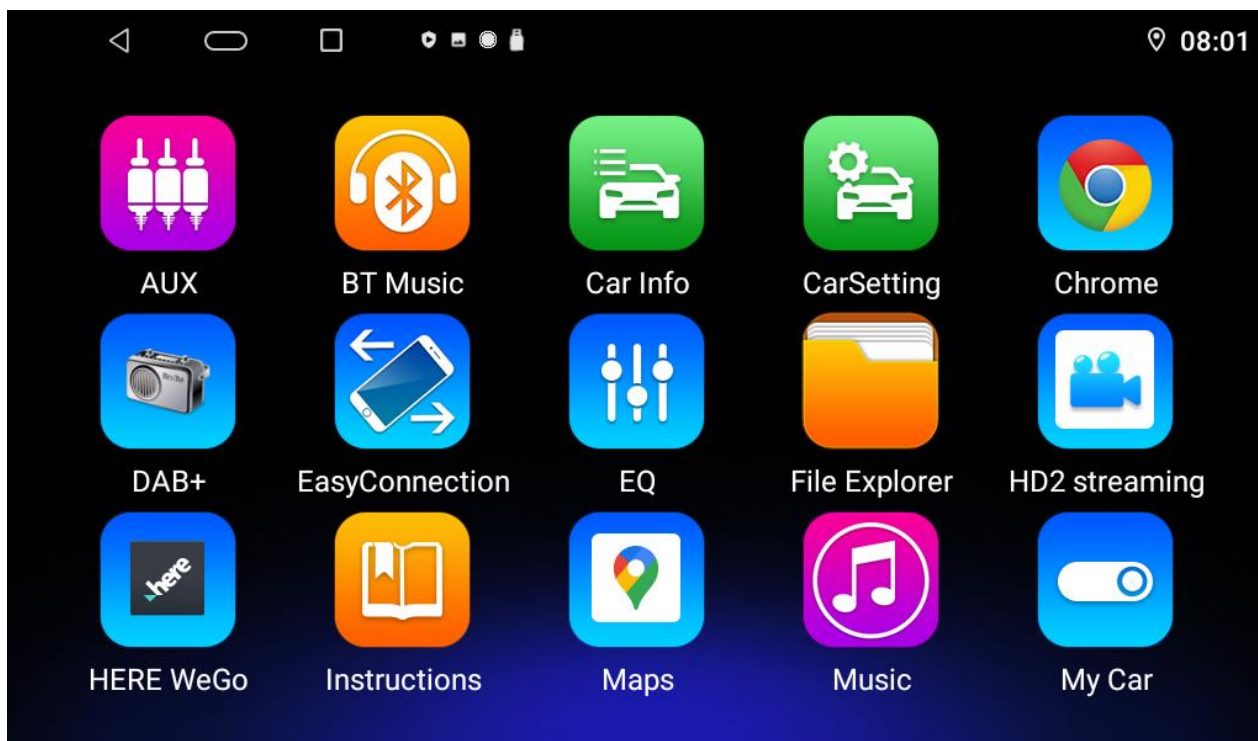 08:01
AUX BT Music Car Info CarSetting Chrome
DAB+ EasyConnection EQ File Explorer HD2 streaming
here
HERE WeGo Instructions Maps Music My Car